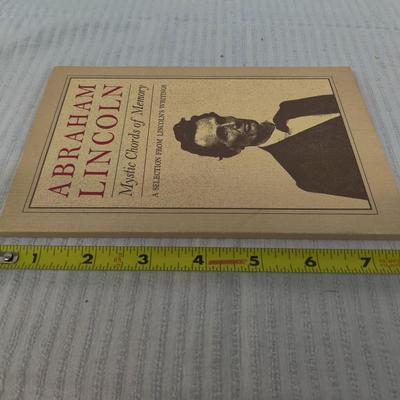 ABRAHAM
LINCOLN
Mystic Chords of Memory
A SELECTION FROM LINCOLN'S WRITINGS
1 2 3 4 5 6 7